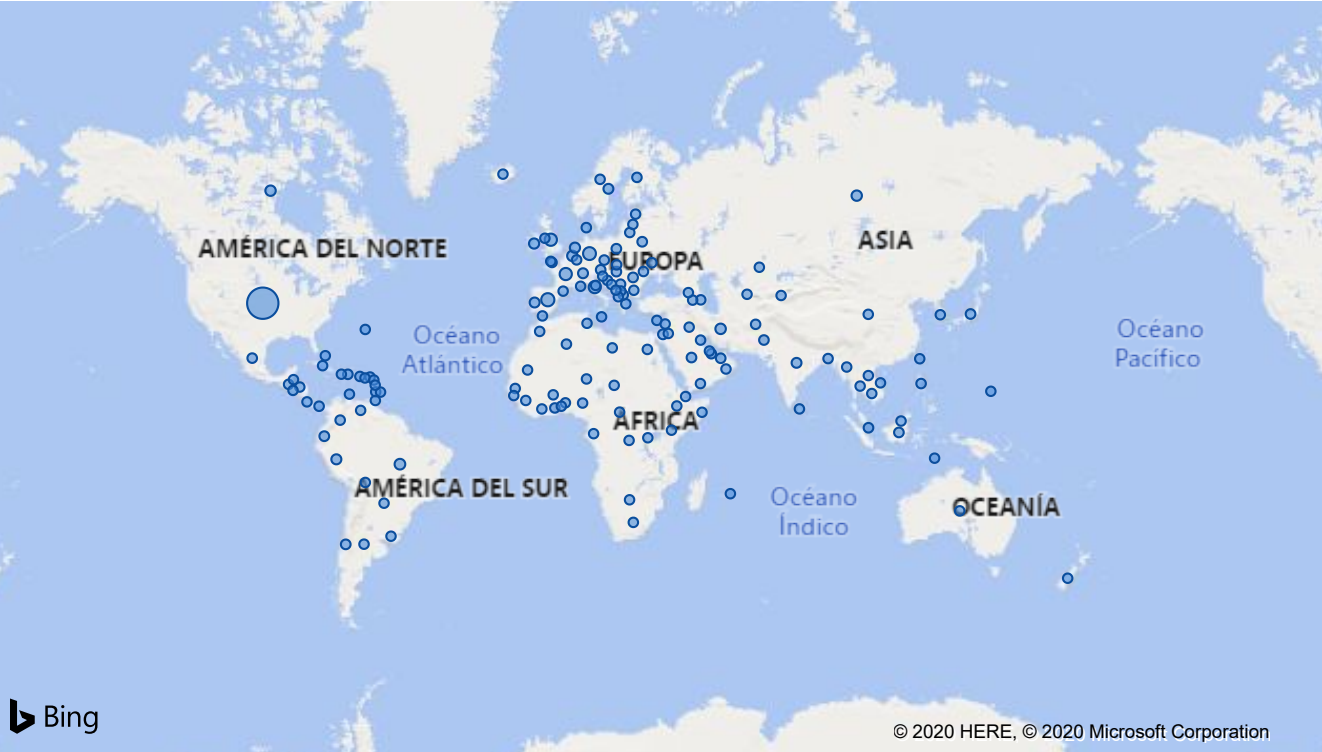 AMÉRICA DEL NORTE
ASIA
EUROPA
Océano
Atlántico
Océano
Pacífico
AFRICA
AMÉRICA DEL SUR
Océano
Índico
OCEANÍA
Bing
© 2020 HERE, © 2020 Microsoft Corporation